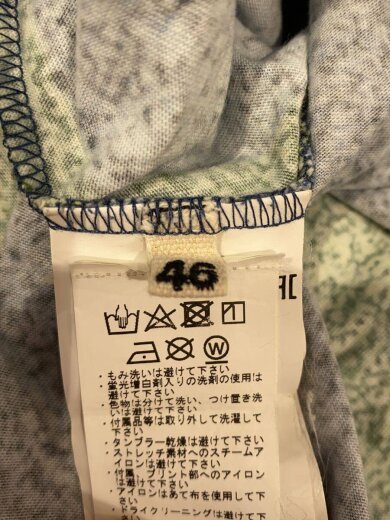 46
W
・もみ洗いは避けて下さい
・蛍光増白剤入りの洗剤の使用は
避けて下さい
・色物は分けて洗い、つけ置き洗
いは避けて下さい
・付属品等は取り外して洗濯して
下さい
・タンブラー乾燥は避けて下さい
・ストレッチ素材へのスチームア
イロンは避けて下さい
・付属、プリント部へのアイロン
は避けて下さい
・アイロンはあて布を使用して下
さい
・ドライクリーニングは避けて下